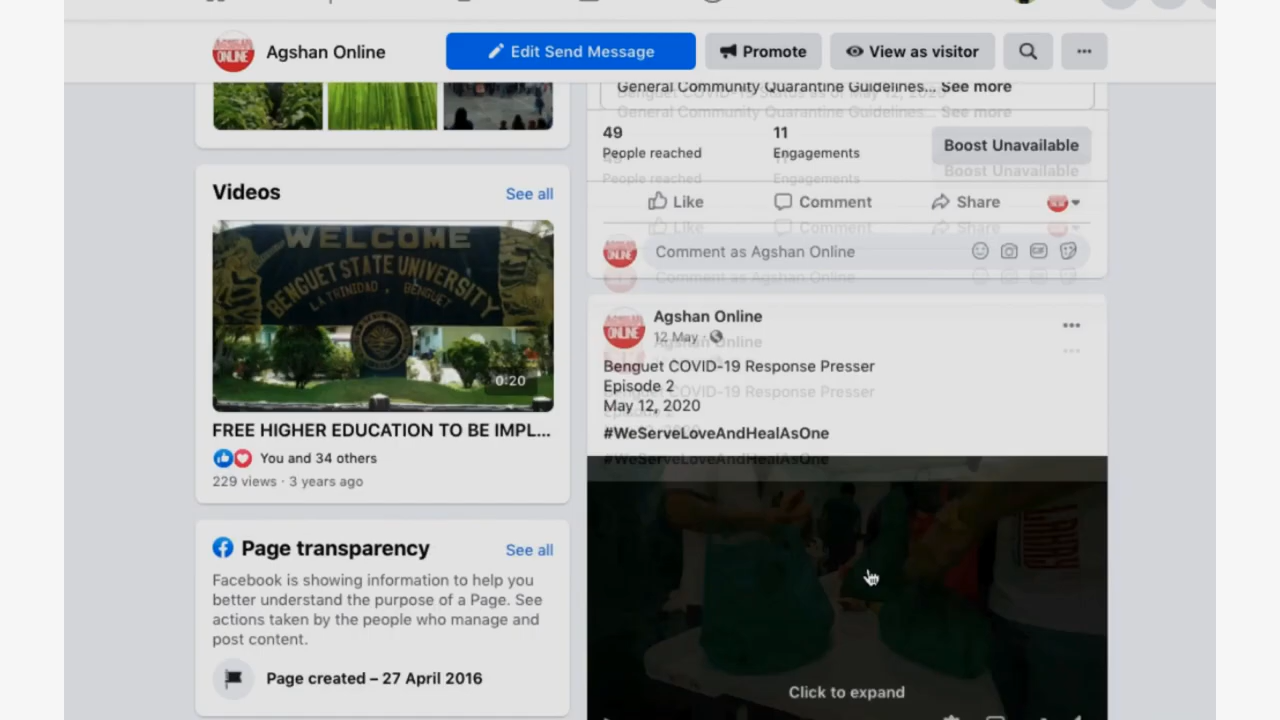 Agshan Online
Edit Send Message
Promote
View as visitor
Videos
See all
WELCOME
BENGUET STATE UNIVERSITY
LA TRINIDAD, BENGUET
0:20
FREE HIGHER EDUCATION TO BE IMPL...
You and 34 others
229 views · 3 years ago
Page transparency
See all
Facebook is showing information to help you
better understand the purpose of a Page. See
actions taken by the people who manage and
post content.
Page created – 27 April 2016
General Community Quarantine Guidelines... See more
49
People reached
11
Engagements
Boost Unavailable
Like
Comment
Share
Comment as Agshan Online
Agshan Online
12 May
Benguet COVID-19 Response Presser
Episode 2
May 12, 2020
#WeServeLoveAndHealAsOne
Click to expand